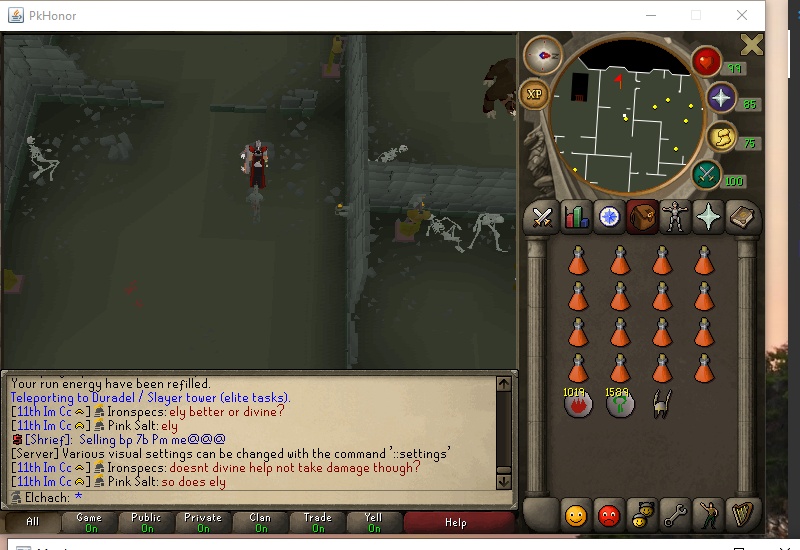 PkHonor
99
XP
85
75
100
Your run energy have been refilled.
Teleporting to Duradel / Slayer tower (elite tasks).
[11th Im Cc] Ironspecs: ely better or divine?
[11th Im Cc] Pink Salt: ely
[Shrief]: Selling bp 7b Pm me@@@
[Server] Various visual settings can be changed with the command '::settings'
[11th Im Cc] Ironspecs: doesnt divine help not take damage though?
[11th Im Cc] Pink Salt: so does ely
Elchach: *
1019 1589
All Game On Public On Private On Clan On Trade On Yell On Help